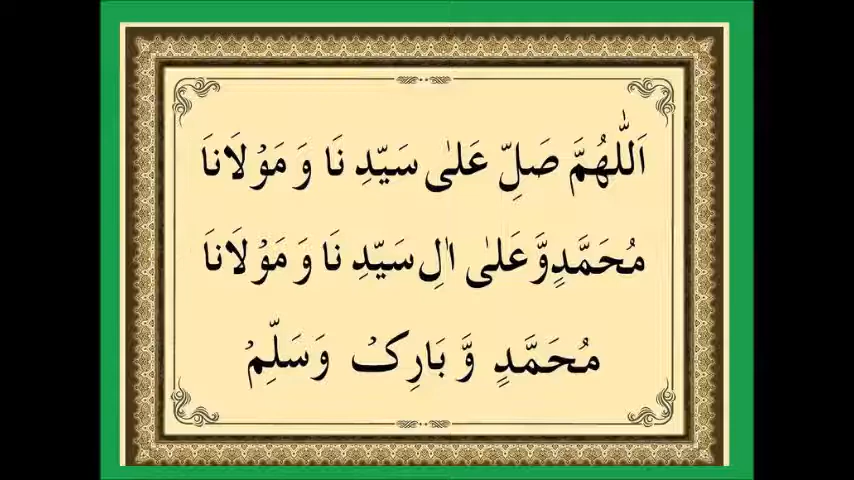 اَللّٰهُمَّ صَلِّ عَلٰى سَيِّدِ نَا وَ مَوْلَانَا
مُحَمَّدٍ وَّ عَلٰى اٰلِ سَيِّدِ نَا وَ مَوْلَانَا
مُحَمَّدٍ وَّ بَارِکْ وَسَلِّمْ